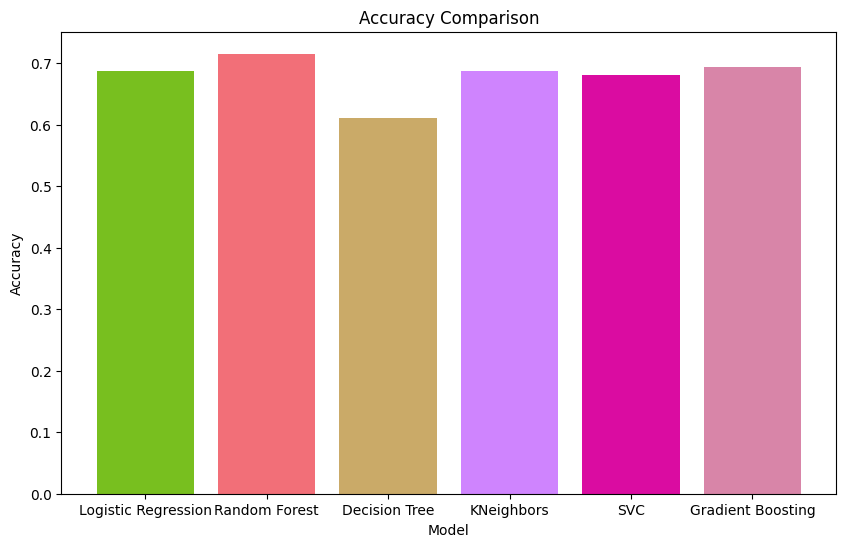 Accuracy Comparison
0.7
0.6
0.5
0.4
0.3
0.2
0.1
0.0
Accuracy
Logistic Regression Random Forest Decision Tree KNeighbors SVC Gradient Boosting
Model